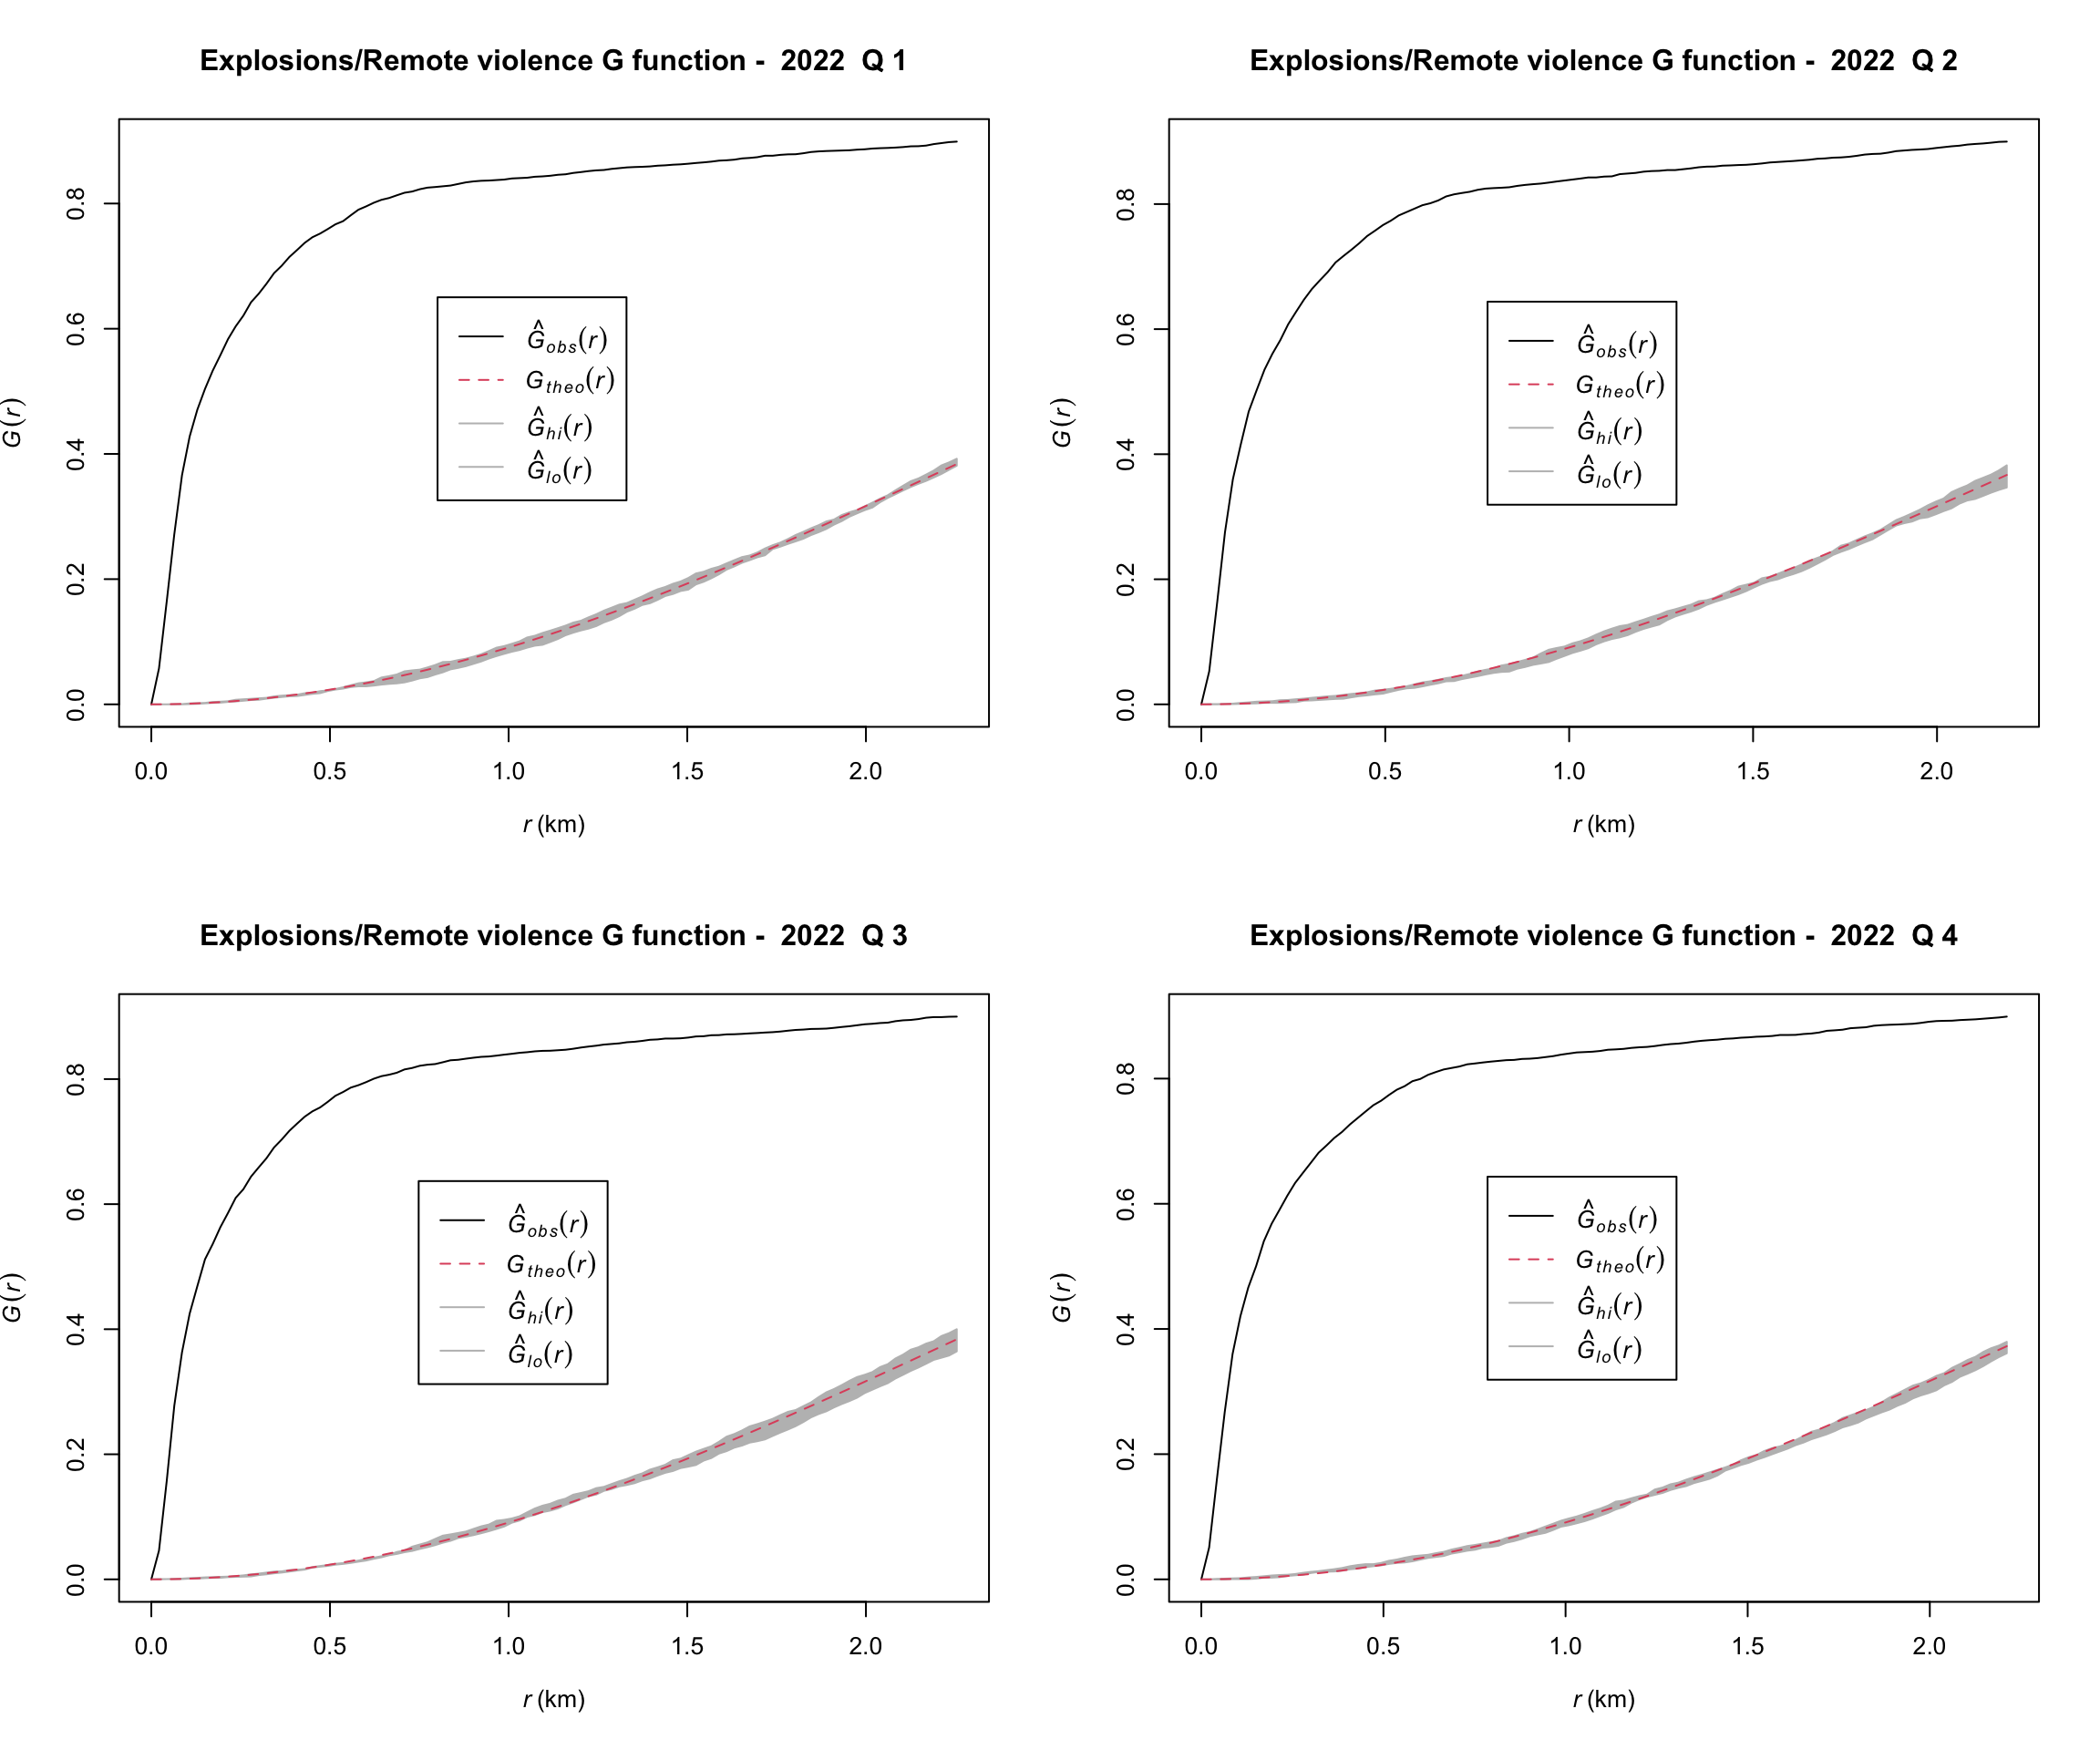 Explosions/Remote violence G function -  2022  Q 1
G(r)
0.0 0.2 0.4 0.6 0.8
Ĝobs(r)
Gtheo(r)
Ĝhi(r)
Ĝlo(r)
0.0 0.5 1.0 1.5 2.0
r (km)
Explosions/Remote violence G function -  2022  Q 2
G(r)
0.0 0.2 0.4 0.6 0.8
Ĝobs(r)
Gtheo(r)
Ĝhi(r)
Ĝlo(r)
0.0 0.5 1.0 1.5 2.0
r (km)
Explosions/Remote violence G function -  2022  Q 3
G(r)
0.0 0.2 0.4 0.6 0.8
Ĝobs(r)
Gtheo(r)
Ĝhi(r)
Ĝlo(r)
0.0 0.5 1.0 1.5 2.0
r (km)
Explosions/Remote violence G function -  2022  Q 4
G(r)
0.0 0.2 0.4 0.6 0.8
Ĝobs(r)
Gtheo(r)
Ĝhi(r)
Ĝlo(r)
0.0 0.5 1.0 1.5 2.0
r (km)